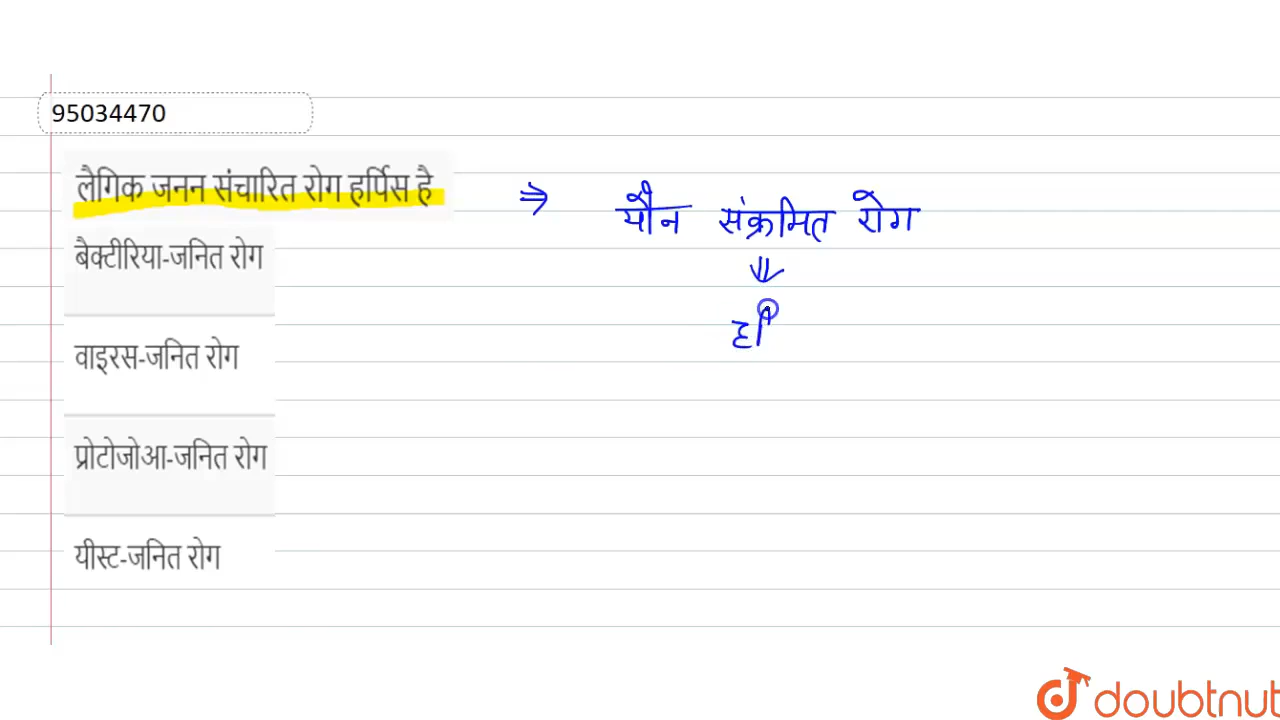 95034470
लैगिक जनन संचारित रोग हर्पिस है
⇒ यौन संक्रमित रोग
बैक्टीरिया-जनित रोग
वाइरस-जनित रोग
प्रोटोजोआ-जनित रोग
यीस्ट-जनित रोग
doubtnut